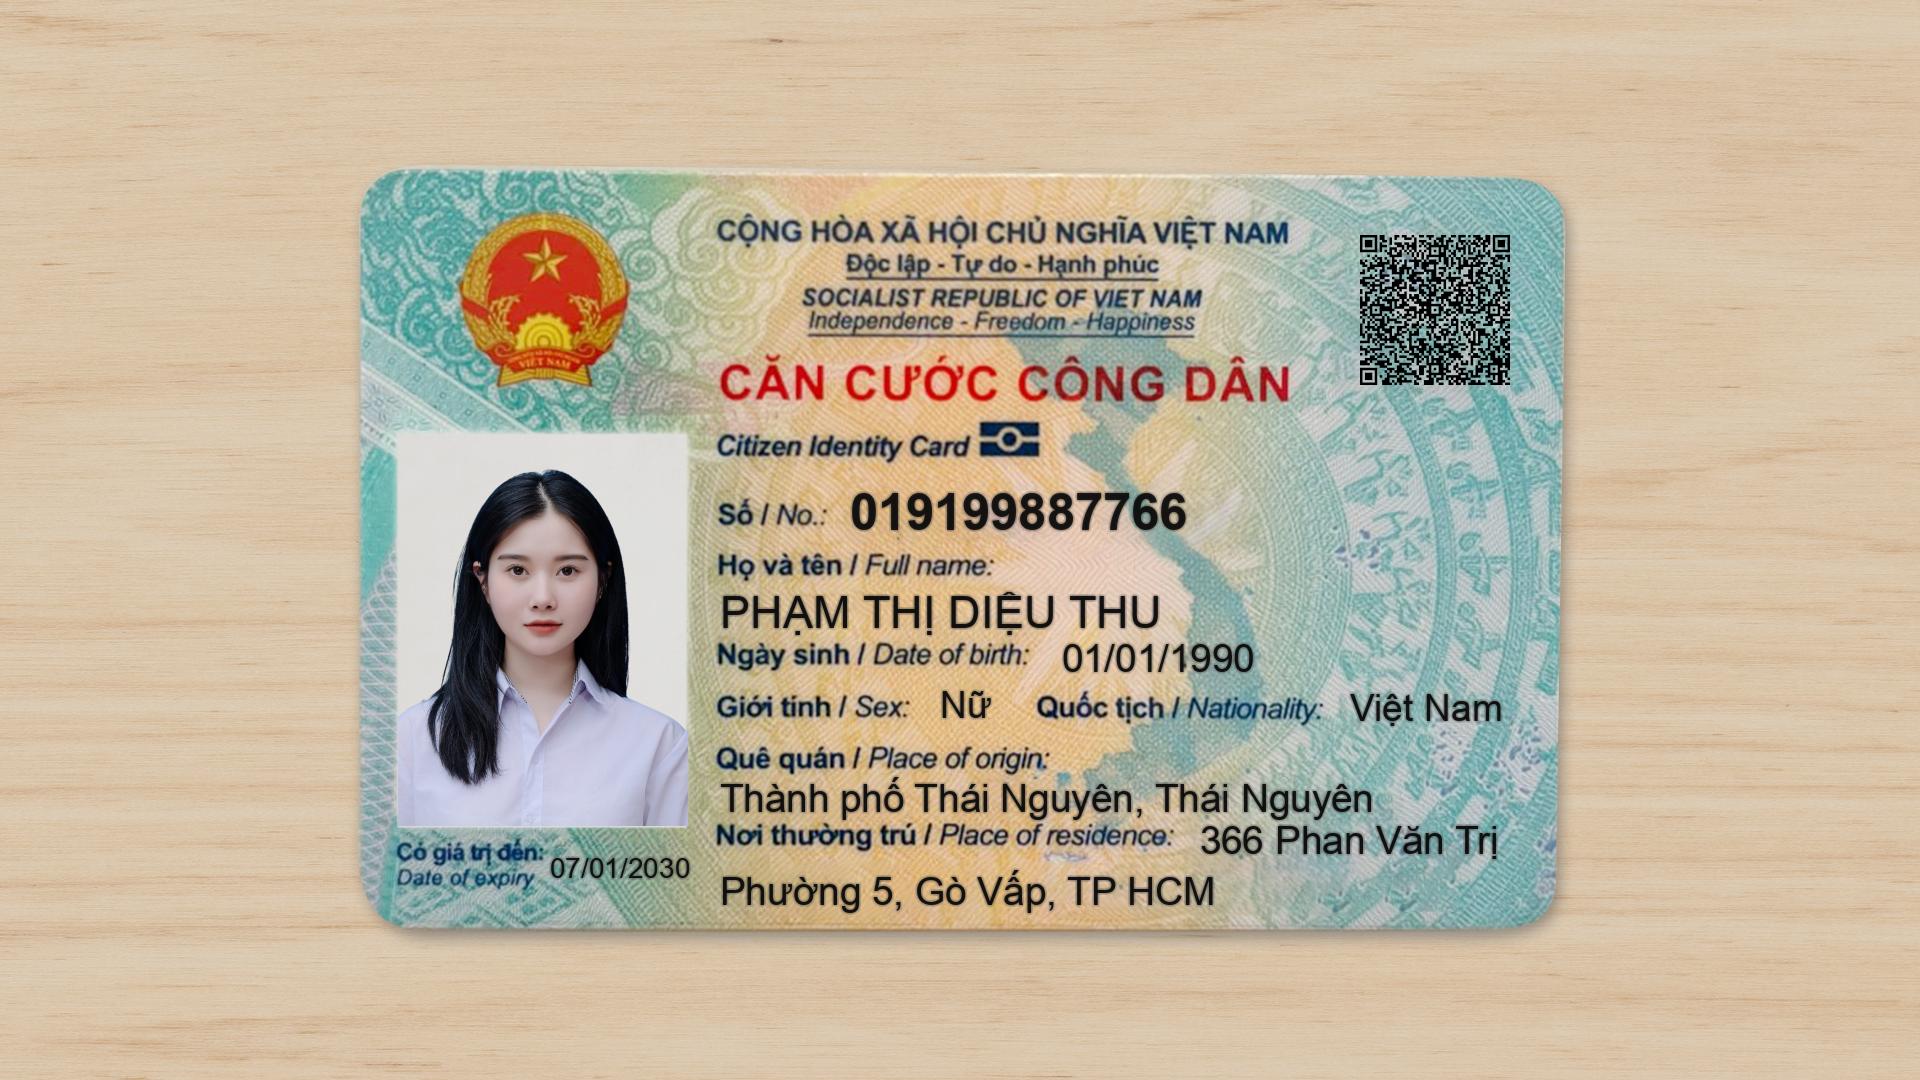 CỘNG HÒA XÃ HỘI CHỦ NGHĨA VIỆT NAM
Độc lập - Tự do - Hạnh phúc
SOCIALIST REPUBLIC OF VIET NAM
Independence - Freedom - Happiness
CĂN CƯỚC CÔNG DÂN
Citizen Identity Card
VIỆT NAM
Số / No.: 019199887766
Họ và tên / Full name:
PHẠM THỊ DIỆU THU
Ngày sinh / Date of birth: 01/01/1990
Giới tính / Sex: Nữ Quốc tịch / Nationality: Việt Nam
Quê quán / Place of origin:
Thành phố Thái Nguyên, Thái Nguyên
Nơi thường trú / Place of residence: 366 Phan Văn Trị
Phường 5, Gò Vấp, TP HCM
Có giá trị đến: 07/01/2030
Date of expiry